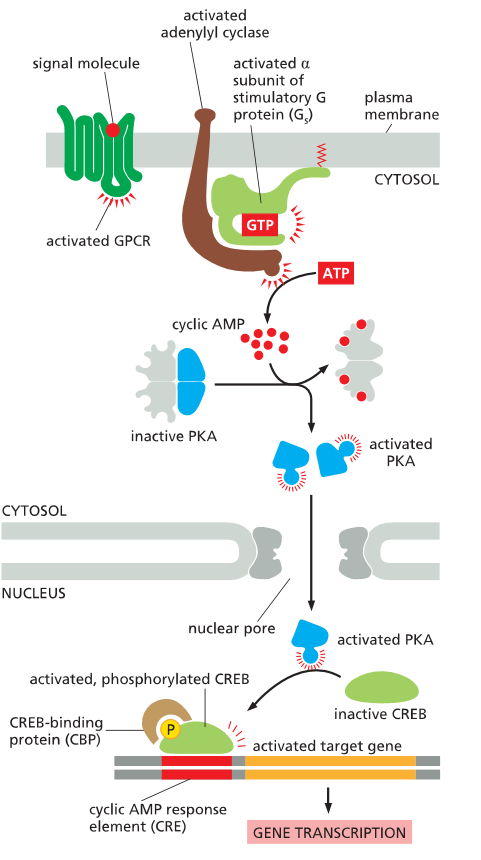 activated
adenylyl cyclase
signal molecule
activated α
subunit of
stimulatory G
protein (Gs)
plasma
membrane
CYTOSOL
GTP
activated GPCR
ATP
cyclic AMP
inactive PKA
activated
PKA
CYTOSOL
NUCLEUS
nuclear pore
activated PKA
activated, phosphorylated CREB
inactive CREB
CREB-binding
protein (CBP)
P
activated target gene
cyclic AMP response
element (CRE)
GENE TRANSCRIPTION